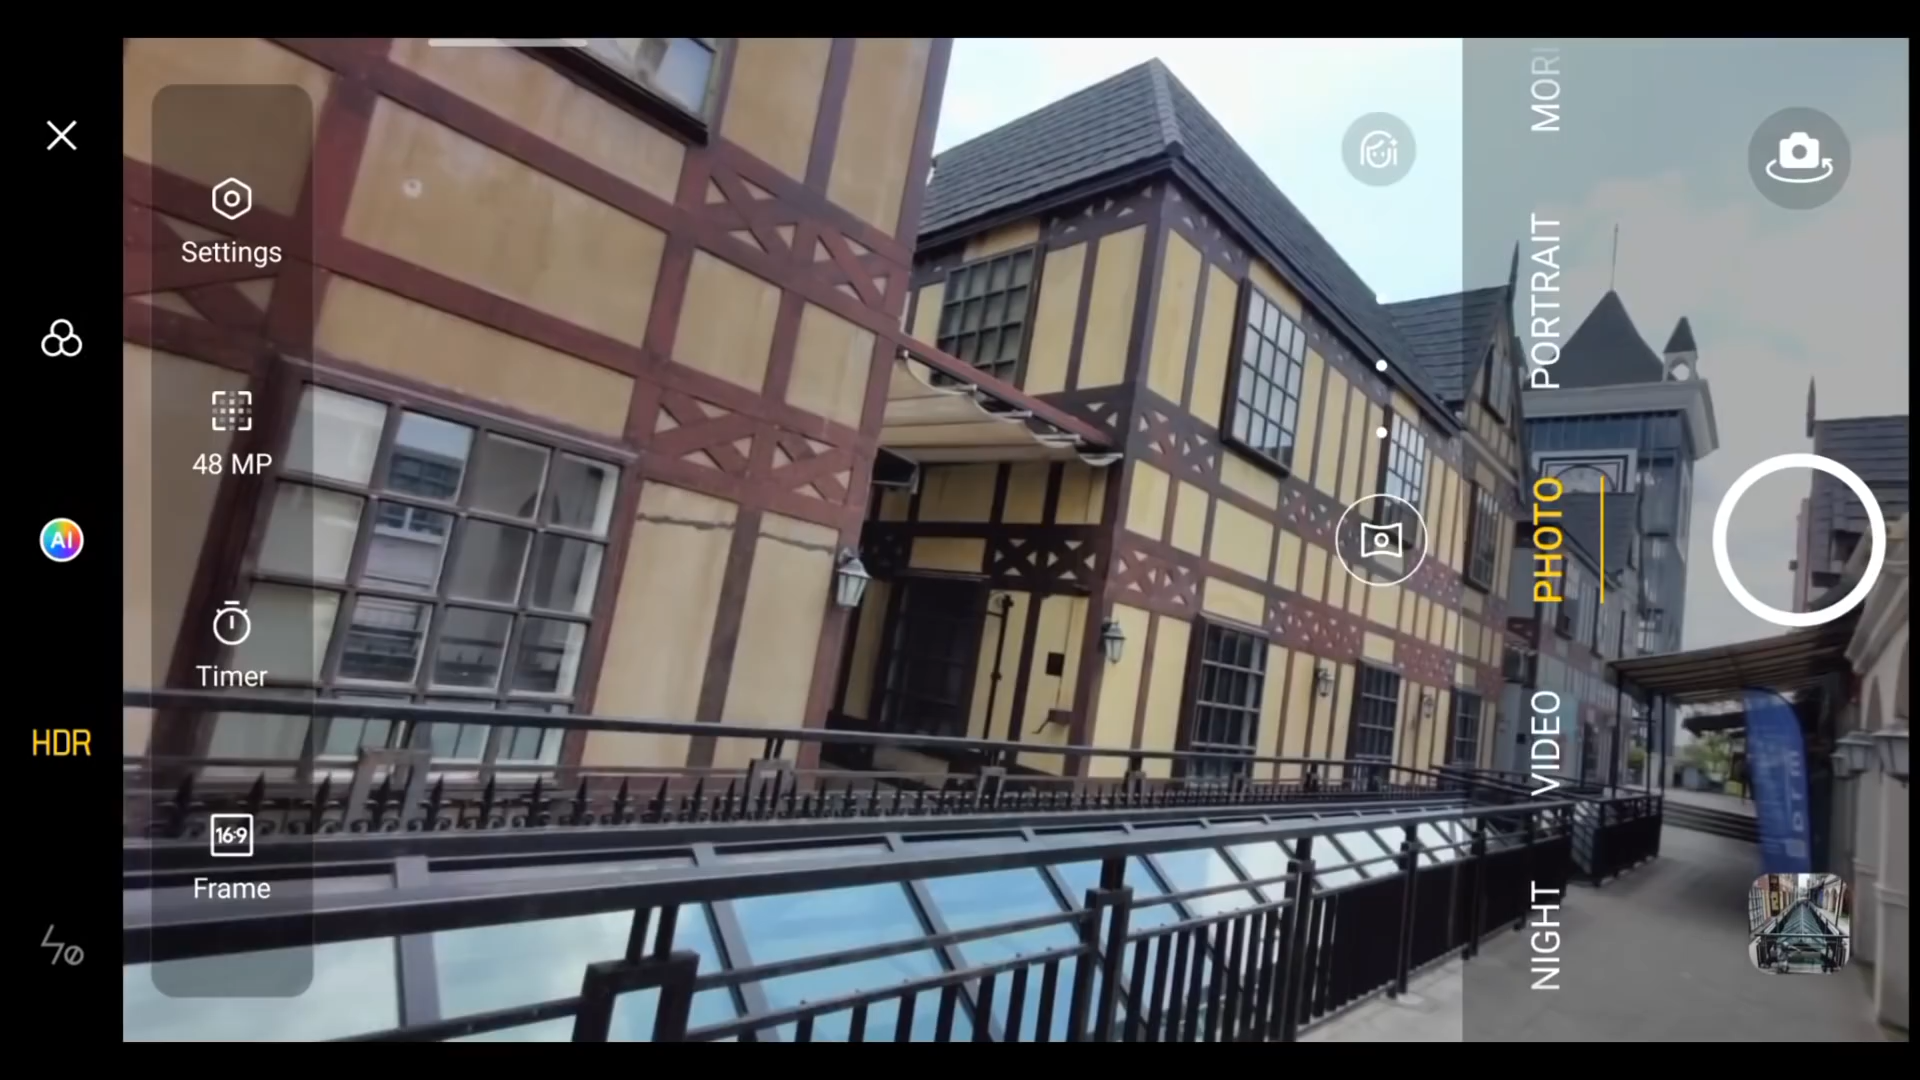 Settings
48 MP
AI
Timer
HDR
16:9
Frame
MORE
PORTRAIT
PHOTO
VIDEO
NIGHT